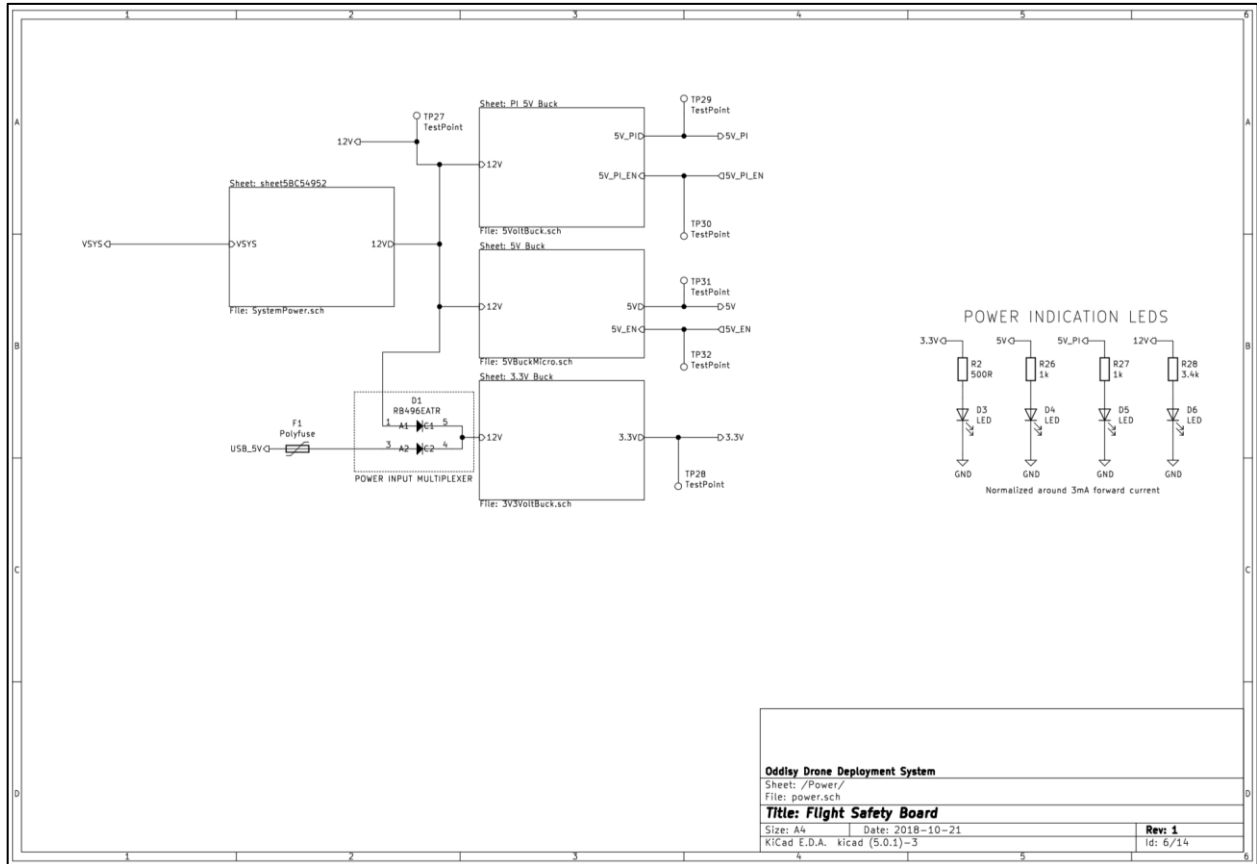 1 2 3 4 5 6
A A
TP27
TestPoint
12V
Sheet: PI 5V Buck
TP29
TestPoint
5V_PI 5V_PI
12V
5V_PI_EN 5V_PI_EN
TP30
TestPoint
File: 5VoltBuck.sch
Sheet: sheet5BC54952
VSYS VSYS 12V
File: SystemPower.sch
Sheet: 5V Buck
TP31
TestPoint
12V 5V 5V
5V_EN 5V_EN
TP32
TestPoint
File: 5VBuckMicro.sch
B B
Sheet: 3.3V Buck
D1
RB496EATR
1 A1 C1 5
3 A2 C2 4
POWER INPUT MULTIPLEXER
F1
Polyfuse
USB_5V
12V 3.3V 3.3V
TP28
TestPoint
File: 3V3VoltBuck.sch
POWER INDICATION LEDS
3.3V 5V 5V_PI 12V
R2 R26 R27 R28
500R 1k 1k 3.4k
D3 D4 D5 D6
LED LED LED LED
GND GND GND GND
Normalized around 3mA forward current
C C
D D
Oddisy Drone Deployment System
Sheet: /Power/
File: power.sch
Title: Flight Safety Board
Size: A4 Date: 2018-10-21 Rev: 1
KiCad E.D.A. kicad (5.0.1)-3 Id: 6/14
1 2 3 4 5 6